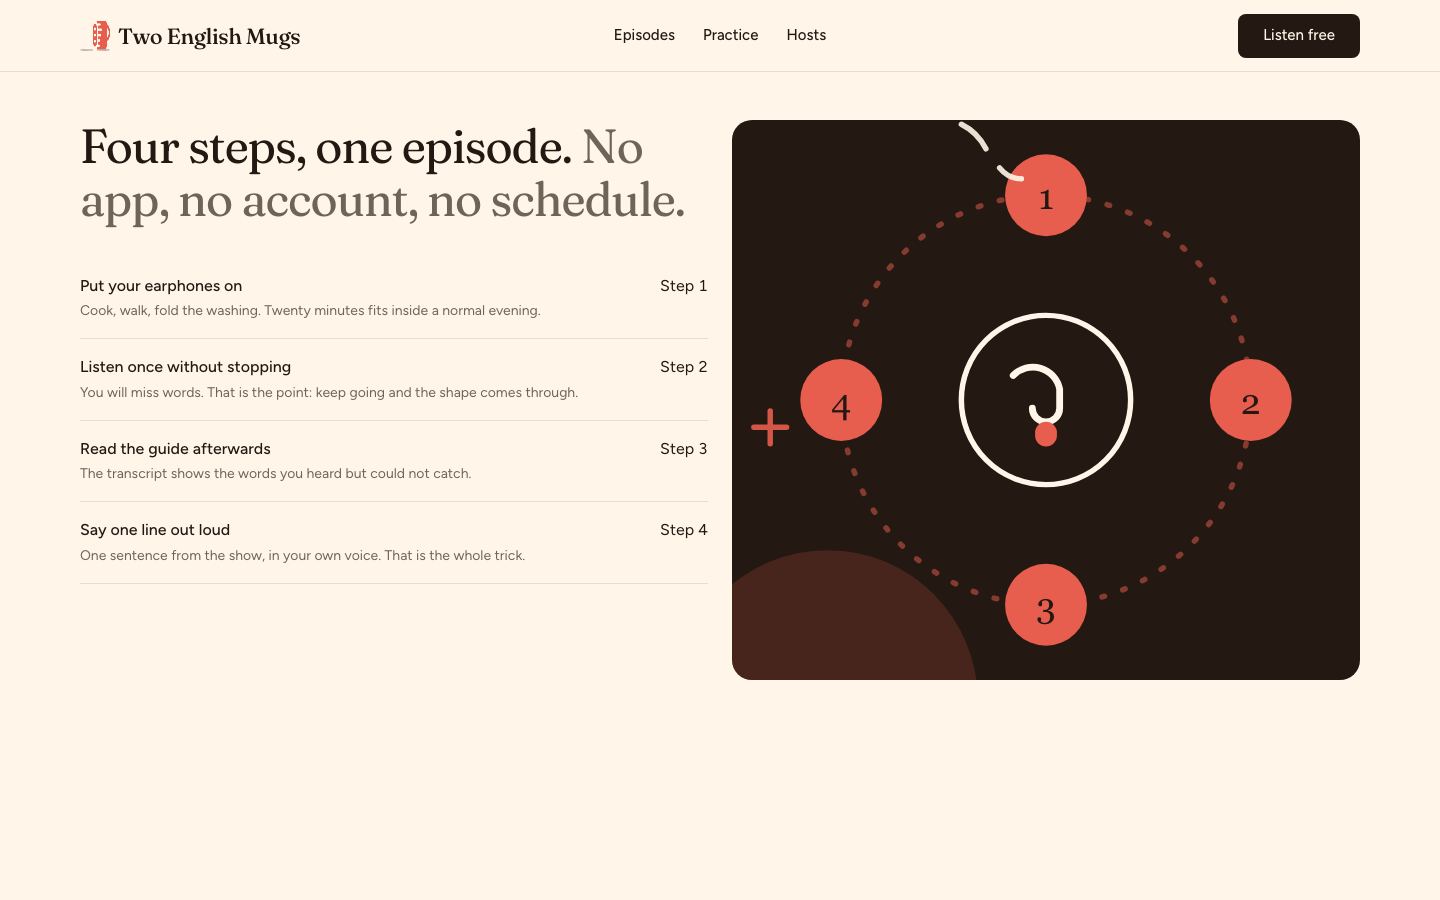 Two English Mugs
Episodes
Practice
Hosts
Listen free
Four steps, one episode. No
app, no account, no schedule.
Put your earphones on
Step 1
Cook, walk, fold the washing. Twenty minutes fits inside a normal evening.
Listen once without stopping
Step 2
You will miss words. That is the point: keep going and the shape comes through.
Read the guide afterwards
Step 3
The transcript shows the words you heard but could not catch.
Say one line out loud
Step 4
One sentence from the show, in your own voice. That is the whole trick.
1
4
?
2
3